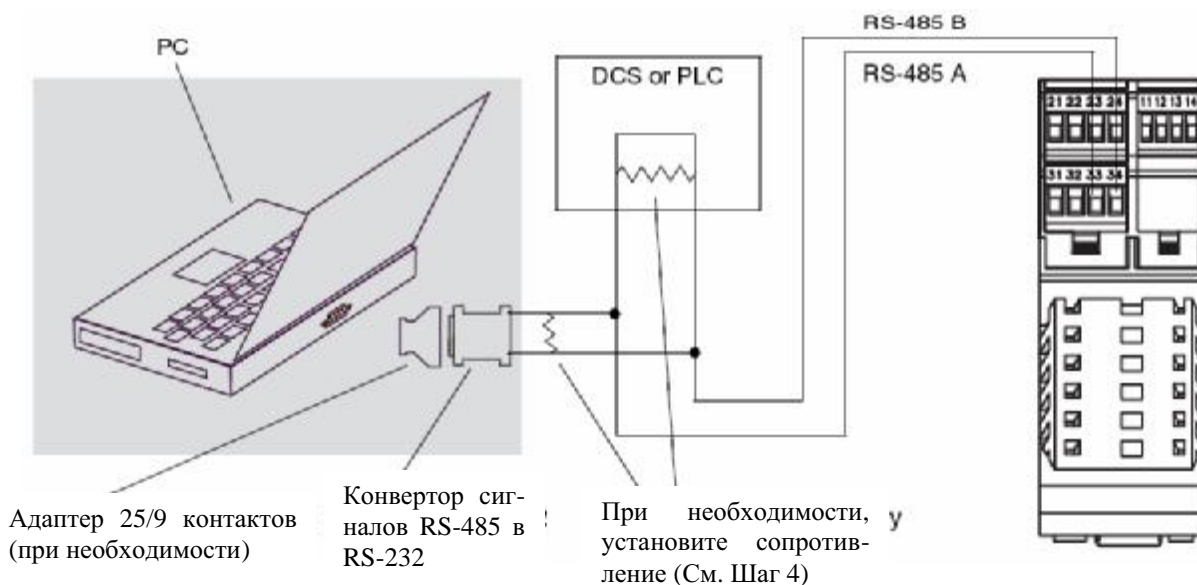 PC
RS-485 B
DCS or PLC
RS-485 A
21 22 23 24
11 12 13 14
31 32 33 34
Адаптер 25/9 контактов
(при необходимости)
Конвертор сиг-
налов RS-485 в
RS-232
При необходимости,
установите сопротив-
ление (См. Шаг 4)
y